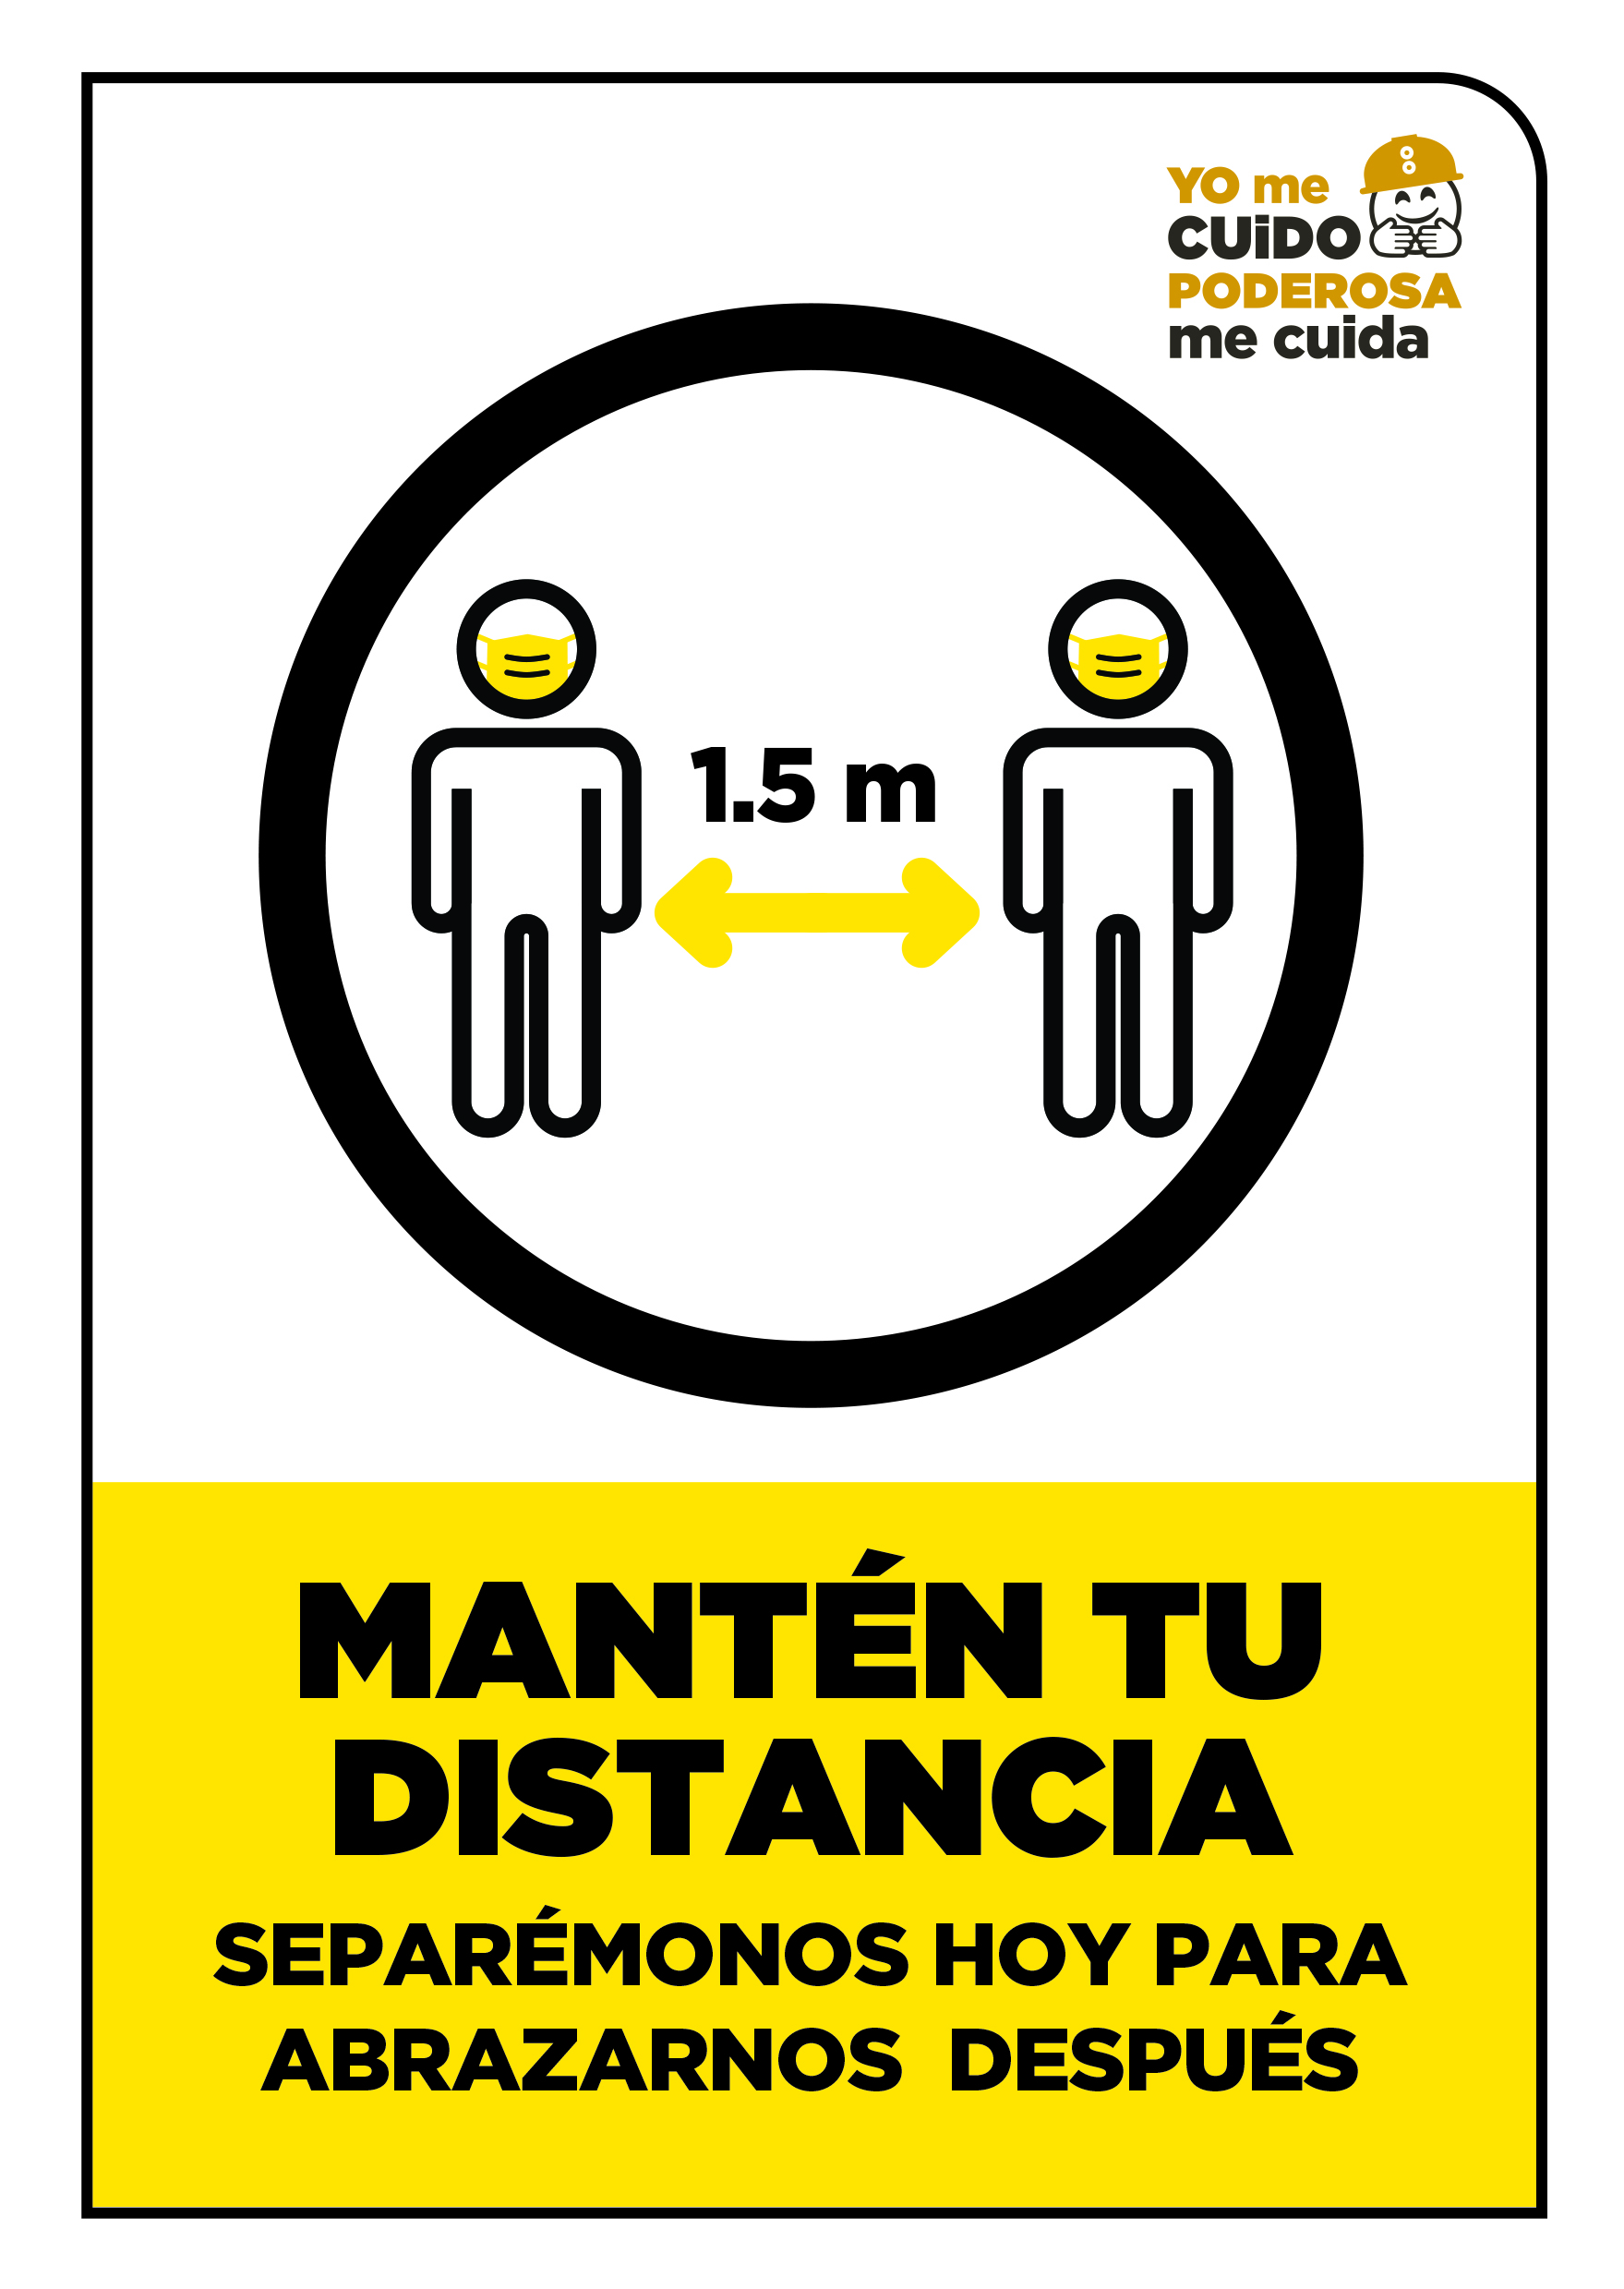 YO me
CUiDO
PODEROSA
me cuida
1.5 m
MANTÉN TU
DISTANCIA
SEPARÉMONOS HOY PARA
ABRAZARNOS DESPUÉS